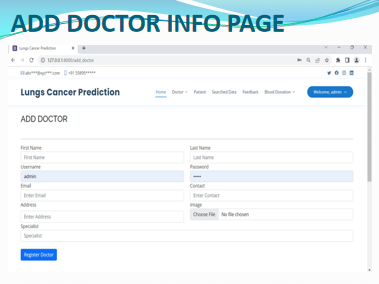 ADD DOCTOR INFO PAGE
Lungs Cancer Prediction
127.0.0.1:8000/add_doctor
Lungs Cancer Prediction
Home Doctor Patient Searched Data Feedback Blood Donation Welcome, admin
ADD DOCTOR
First Name Last Name
First Name Last Name
Username Password
admin •••••
Email Contact
Enter Email Enter Contact
Address Image
Enter Address Choose File No file chosen
Specialist
Specialist
Register Doctor